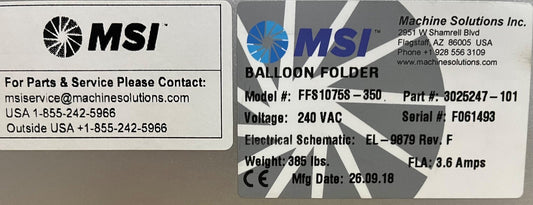 MSI
For Parts & Service Please Contact:
msiservice@machinesolutions.com
USA 1-855-242-5966
Outside USA +1-855-242-5966
MSI
Machine Solutions Inc.
2951 W Shamrell Blvd
Flagstaff, AZ 86005 USA
Phone +1 928 556 3109
www.machinesolutions.com
BALLOON FOLDER
Model #: FFS1075S-350 Part #: 3025247-101
Voltage: 240 VAC Serial #: F061493
Electrical Schematic: EL-9879 Rev. F
Weight: 385 lbs. FLA: 3.6 Amps
CE Mfg Date: 26.09.18